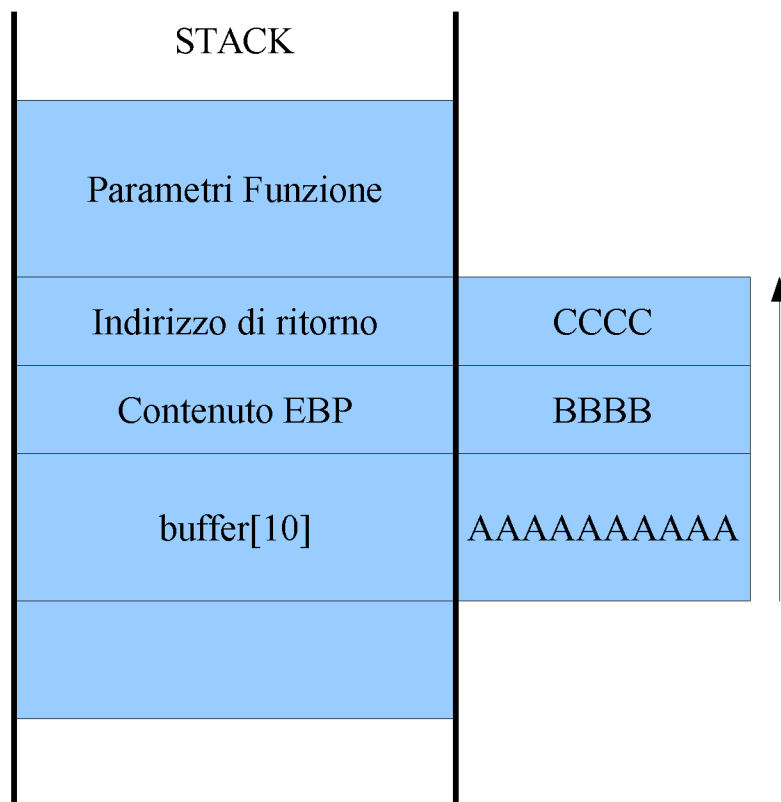 STACK
Parametri Funzione
Indirizzo di ritorno CCCC
Contenuto EBP BBBB
buffer[10] AAAAAAAAAA